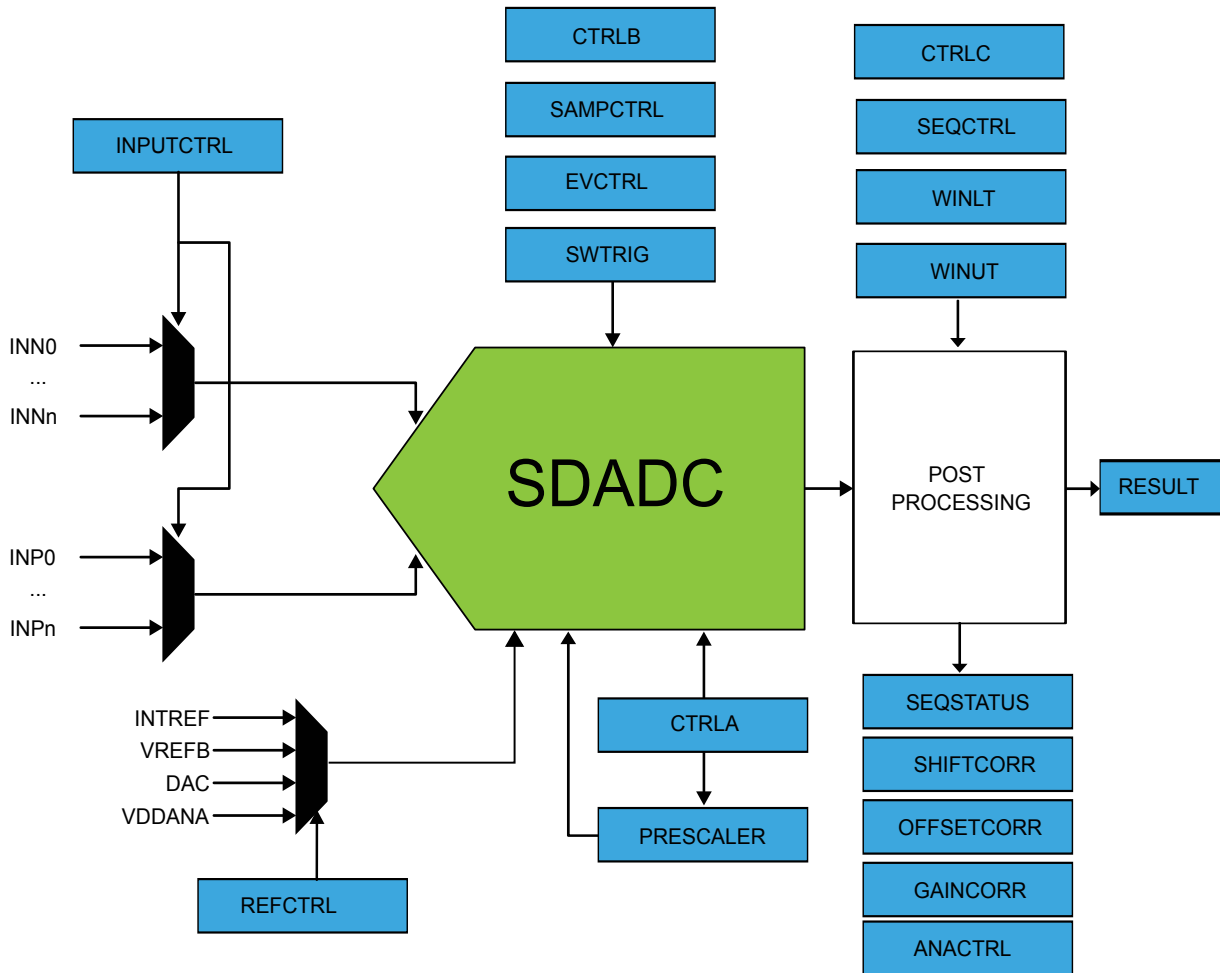 CTRLB
CTRLC
SAMPCTRL
SEQCTRL
INPUTCTRL
EVCTRL
WINLT
SWTRIG
WINUT
INN0
...
INNn
SDADC
POST
PROCESSING
RESULT
INP0
...
INPn
INTREF
VREFB
DAC
VDDANA
CTRLA
PRESCALER
REFCTRL
SEQSTATUS
SHIFTCORR
OFFSETCORR
GAINCORR
ANACTRL